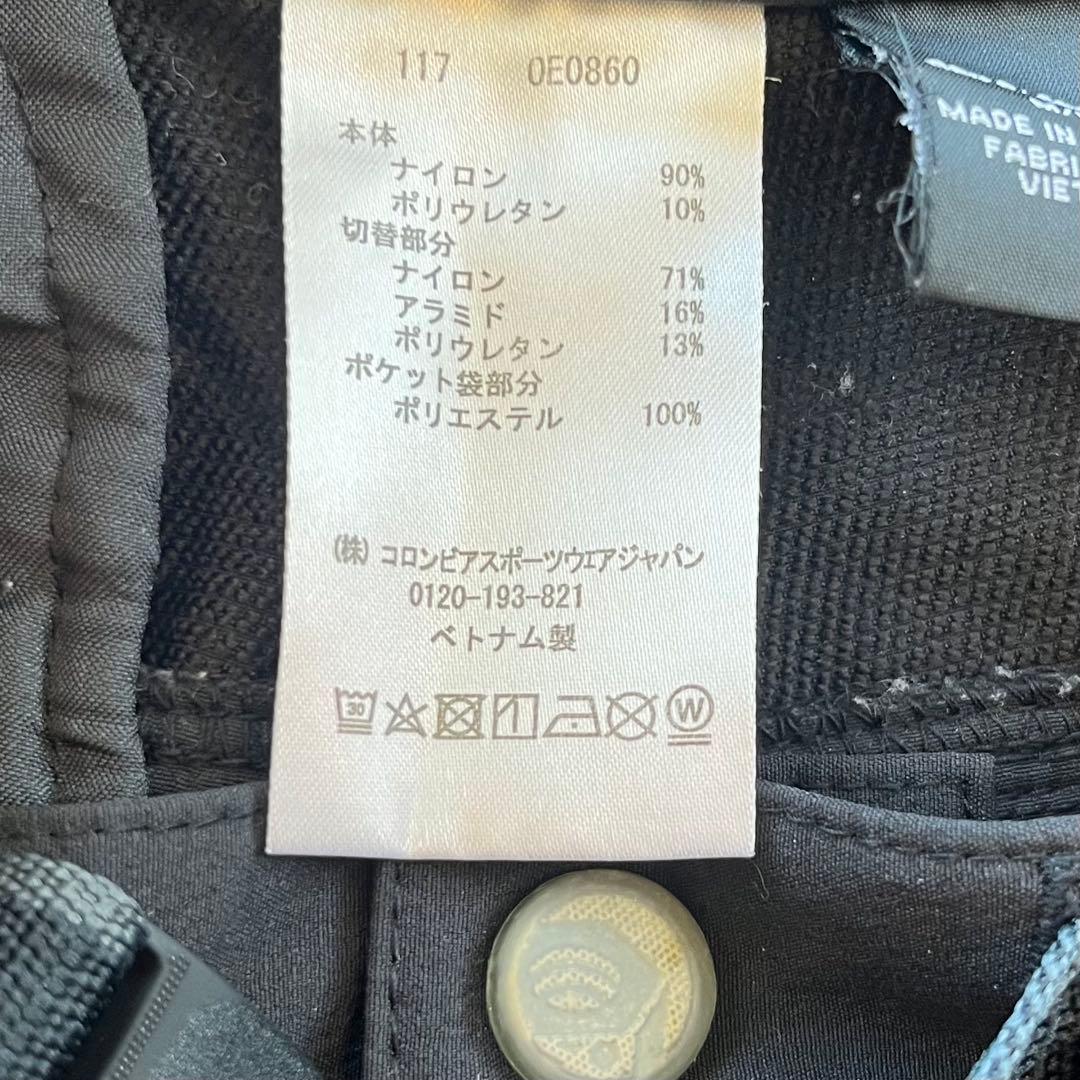 117 0E0860
本体
ナイロン 90%
ポリウレタン 10%
切替部分
ナイロン 71%
アラミド 16%
ポリウレタン 13%
ポケット袋部分
ポリエステル 100%
(株) コロンビアスポーツウェアジャパン
0120-193-821
ベトナム製
30 W
MADE IN